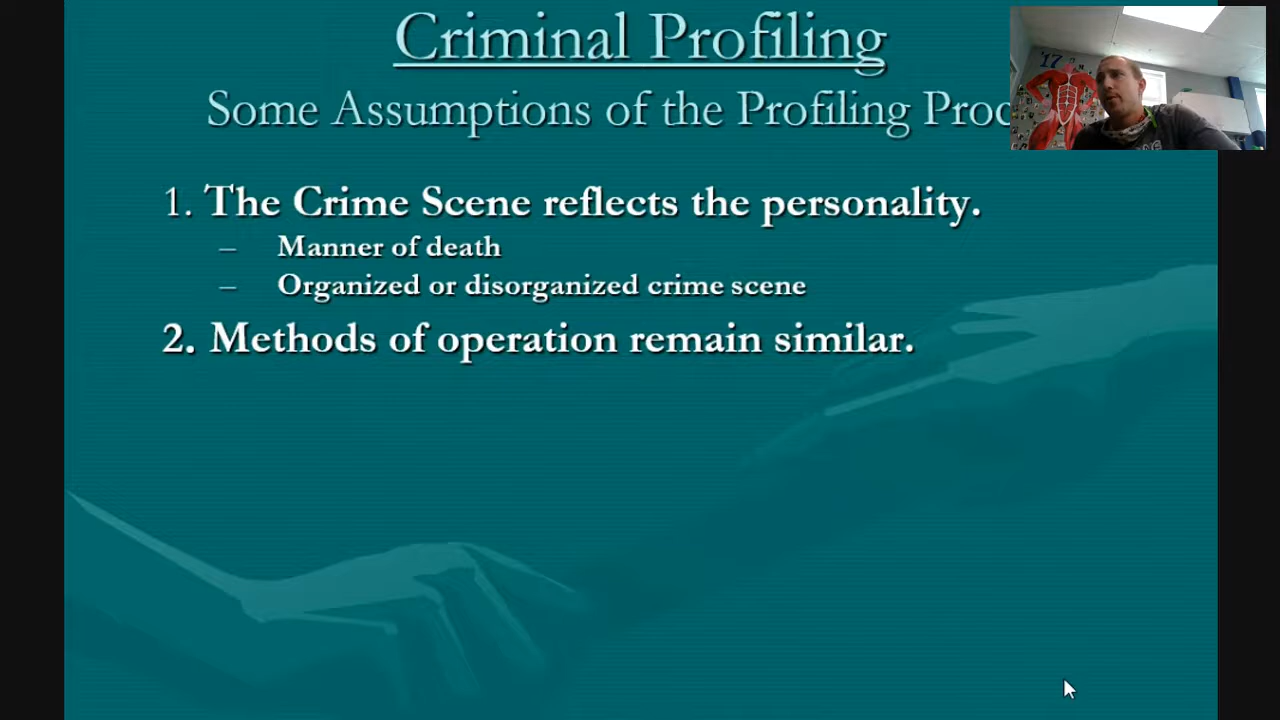 Criminal Profiling
Some Assumptions of the Profiling Proc
1. The Crime Scene reflects the personality.
– Manner of death
– Organized or disorganized crime scene
2. Methods of operation remain similar.
'17